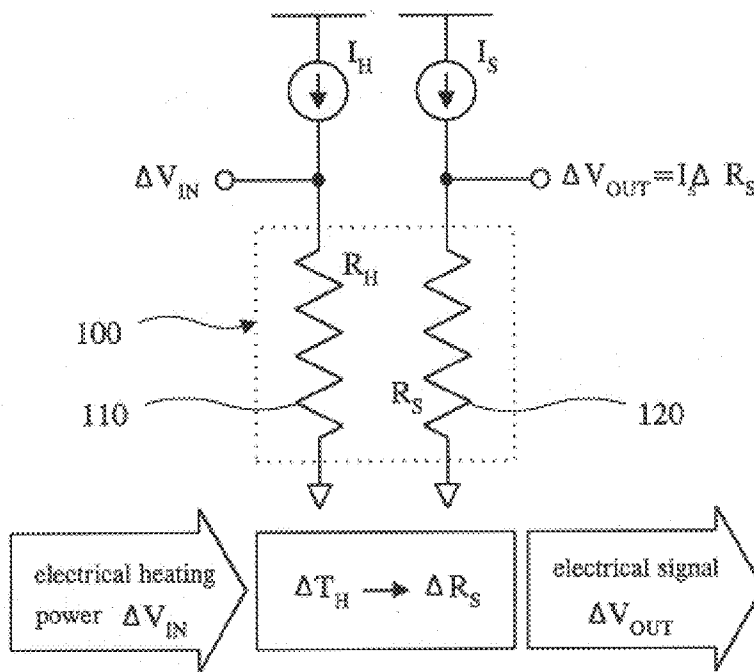 I_H I_S
ΔV_IN ΔV_OUT=I_SΔ R_S
R_H
100
110 R_S 120
electrical heating power ΔV_IN
ΔT_H → ΔR_S
electrical signal ΔV_OUT